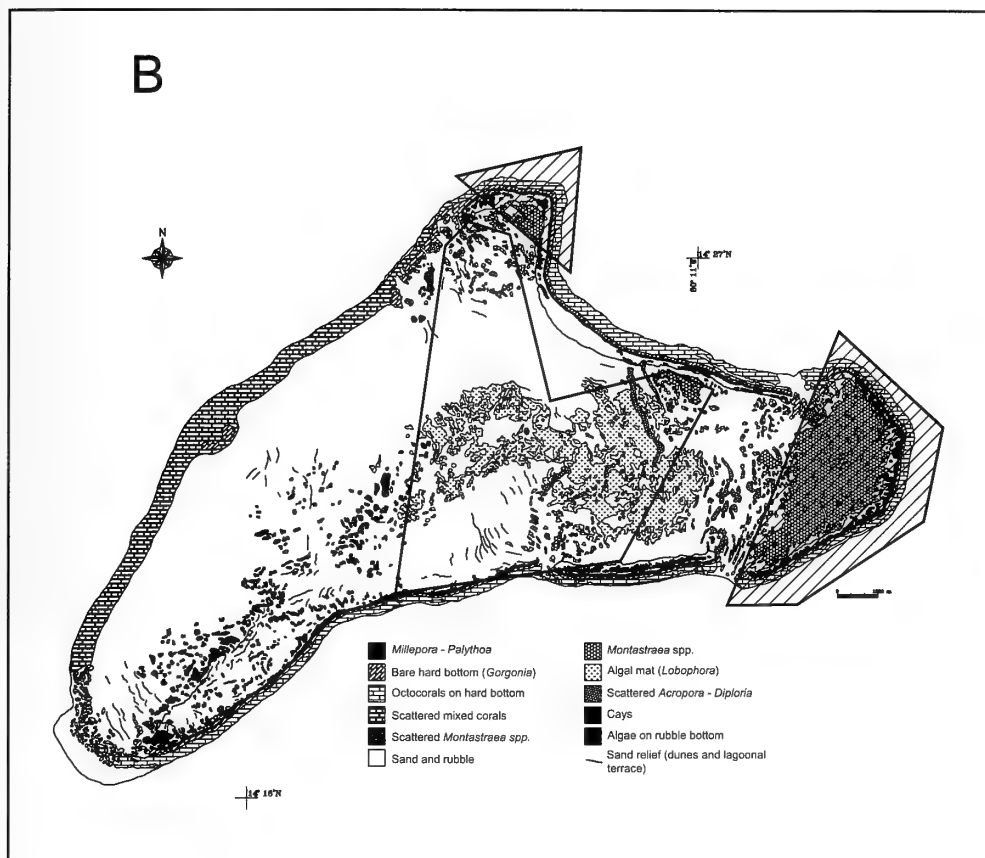 B
N
14° 27'N
Millepora - Palythoa
Bare hard bottom (Gorgonia)
Octocorals on hard bottom
Scattered mixed corals
Scattered Montastraea spp.
Sand and rubble
Montastraea spp.
Algal mat (Lobophora)
Scattered Acropora - Diploria
Cays
Algae on rubble bottom
Sand relief (dunes and lagoonal
terrace)